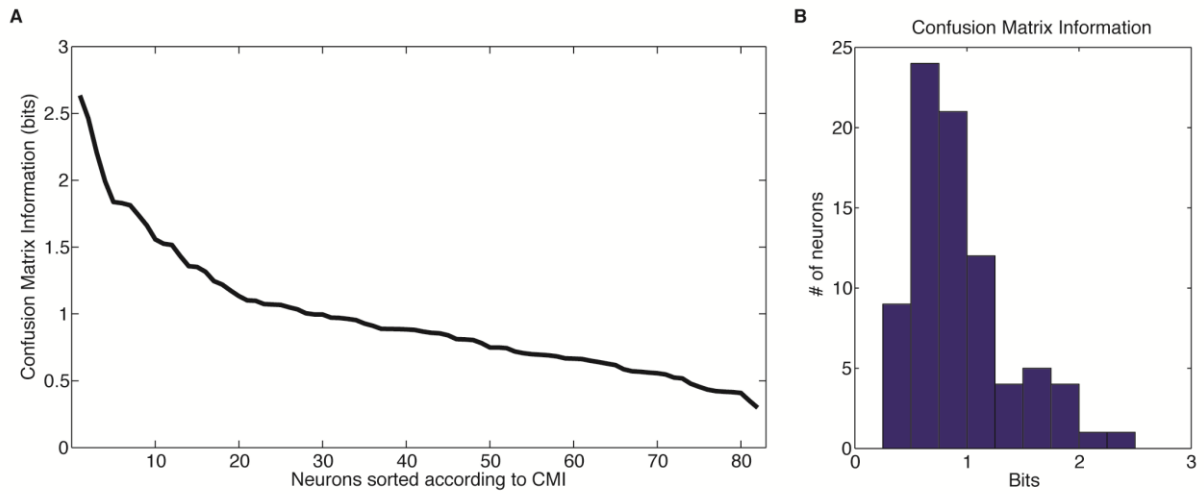 A
Confusion Matrix Information (bits)
3
2.5
2
1.5
1
0.5
0
10 20 30 40 50 60 70 80
Neurons sorted according to CMI
B
Confusion Matrix Information
# of neurons
25
20
15
10
5
0
0 1 2 3
Bits